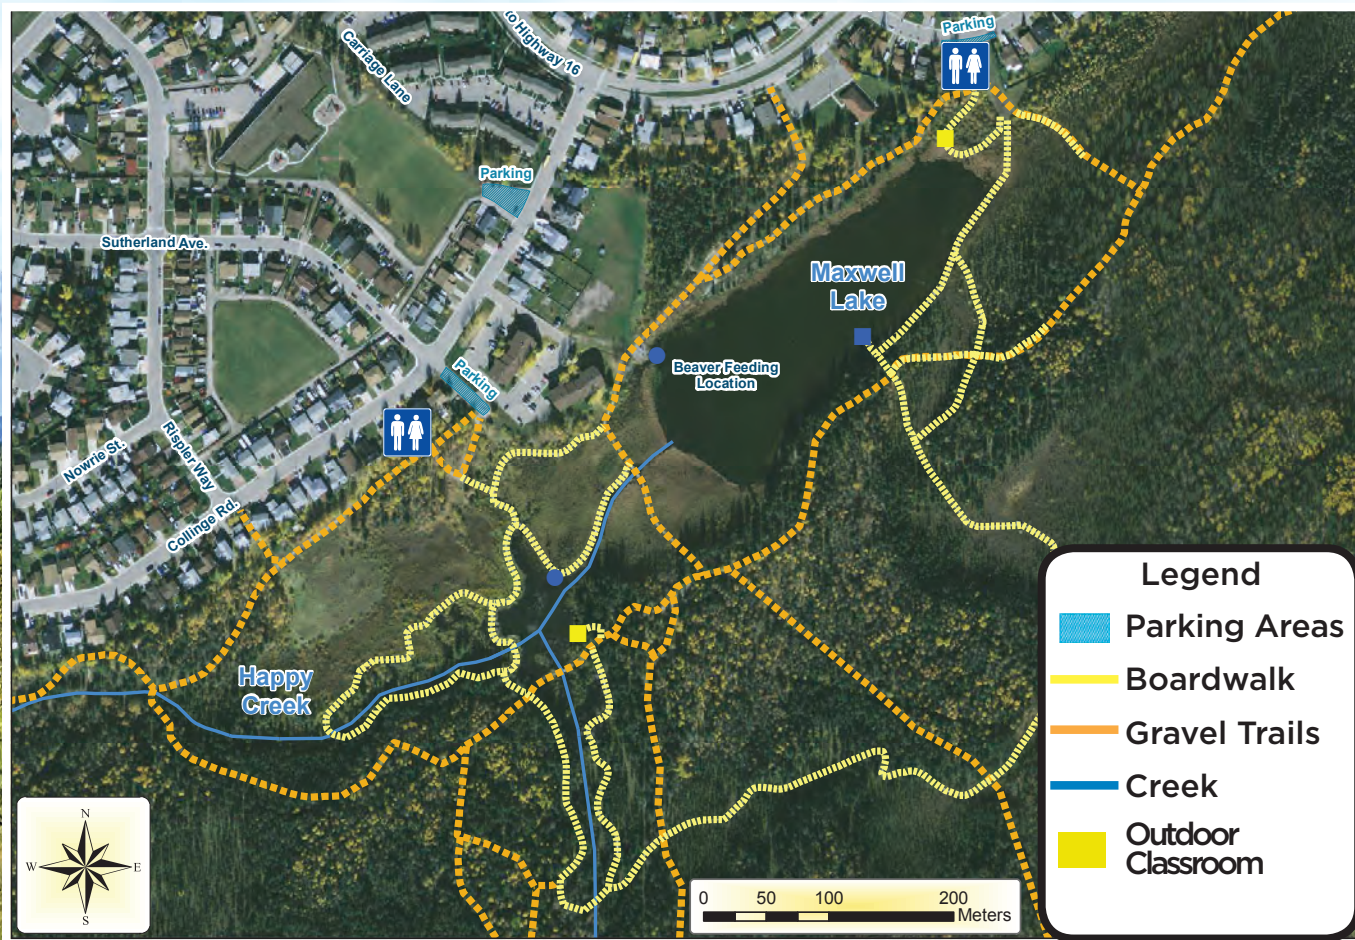 to Highway 16
Parking
Carriage Lane
Parking
Sutherland Ave.
Maxwell
Lake
Beaver Feeding
Location
Parking
Nowrie St.
Rispler Way
Collinge Rd.
Happy
Creek
Legend
Parking Areas
Boardwalk
Gravel Trails
Creek
Outdoor
Classroom
N
W E
S
0 50 100 200
Meters